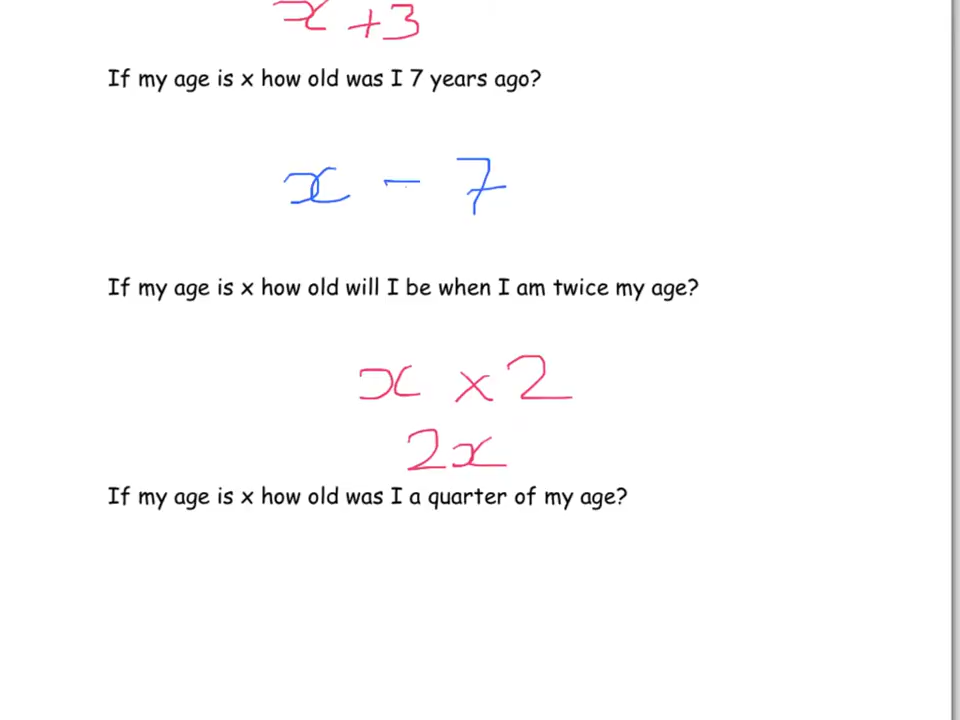 x + 3
If my age is x how old was I 7 years ago?
x - 7
If my age is x how old will I be when I am twice my age?
x × 2
2x
If my age is x how old was I a quarter of my age?